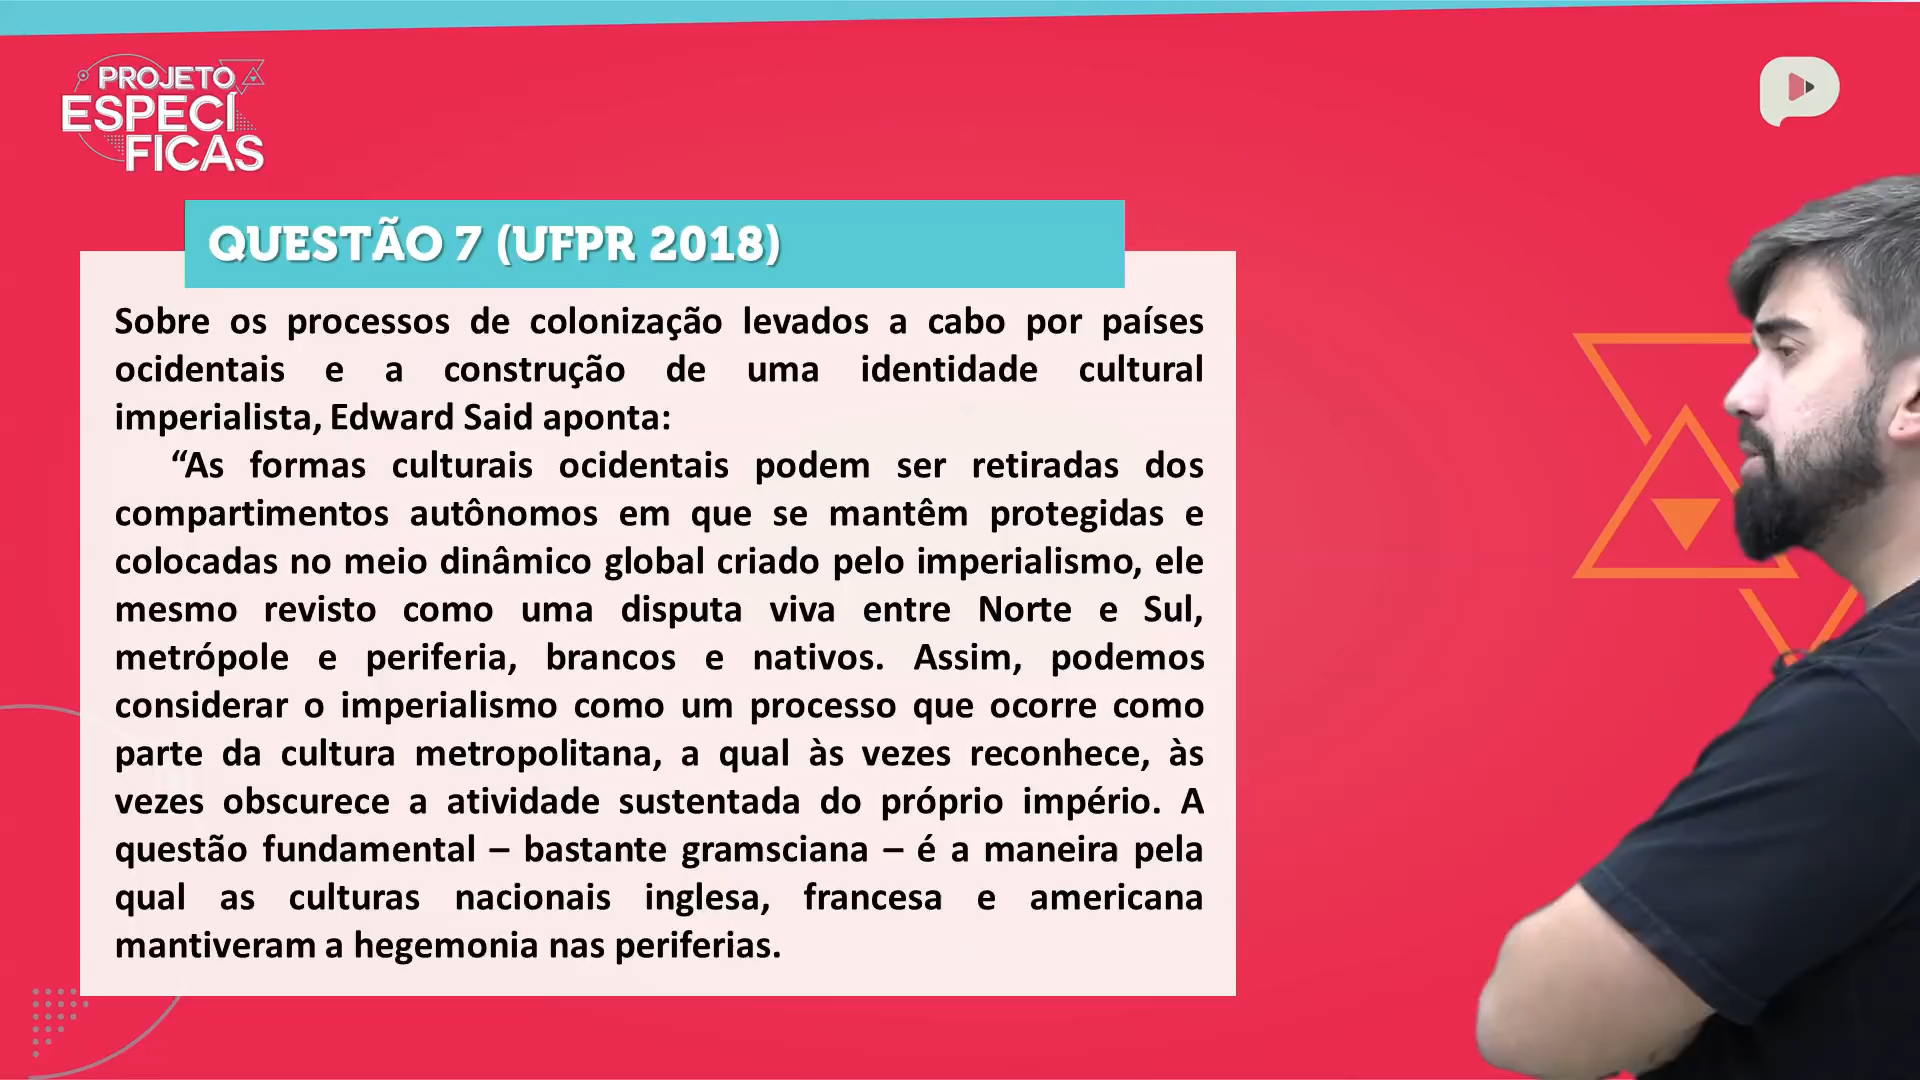 PROJETO
ESPECÍ
FICAS
QUESTÃO 7 (UFPR 2018)
Sobre os processos de colonização levados a cabo por países
ocidentais e a construção de uma identidade cultural
imperialista, Edward Said aponta:
“As formas culturais ocidentais podem ser retiradas dos
compartimentos autônomos em que se mantêm protegidas e
colocadas no meio dinâmico global criado pelo imperialismo, ele
mesmo revisto como uma disputa viva entre Norte e Sul,
metrópole e periferia, brancos e nativos. Assim, podemos
considerar o imperialismo como um processo que ocorre como
parte da cultura metropolitana, a qual às vezes reconhece, às
vezes obscurece a atividade sustentada do próprio império. A
questão fundamental – bastante gramsciana – é a maneira pela
qual as culturas nacionais inglesa, francesa e americana
mantiveram a hegemonia nas periferias.